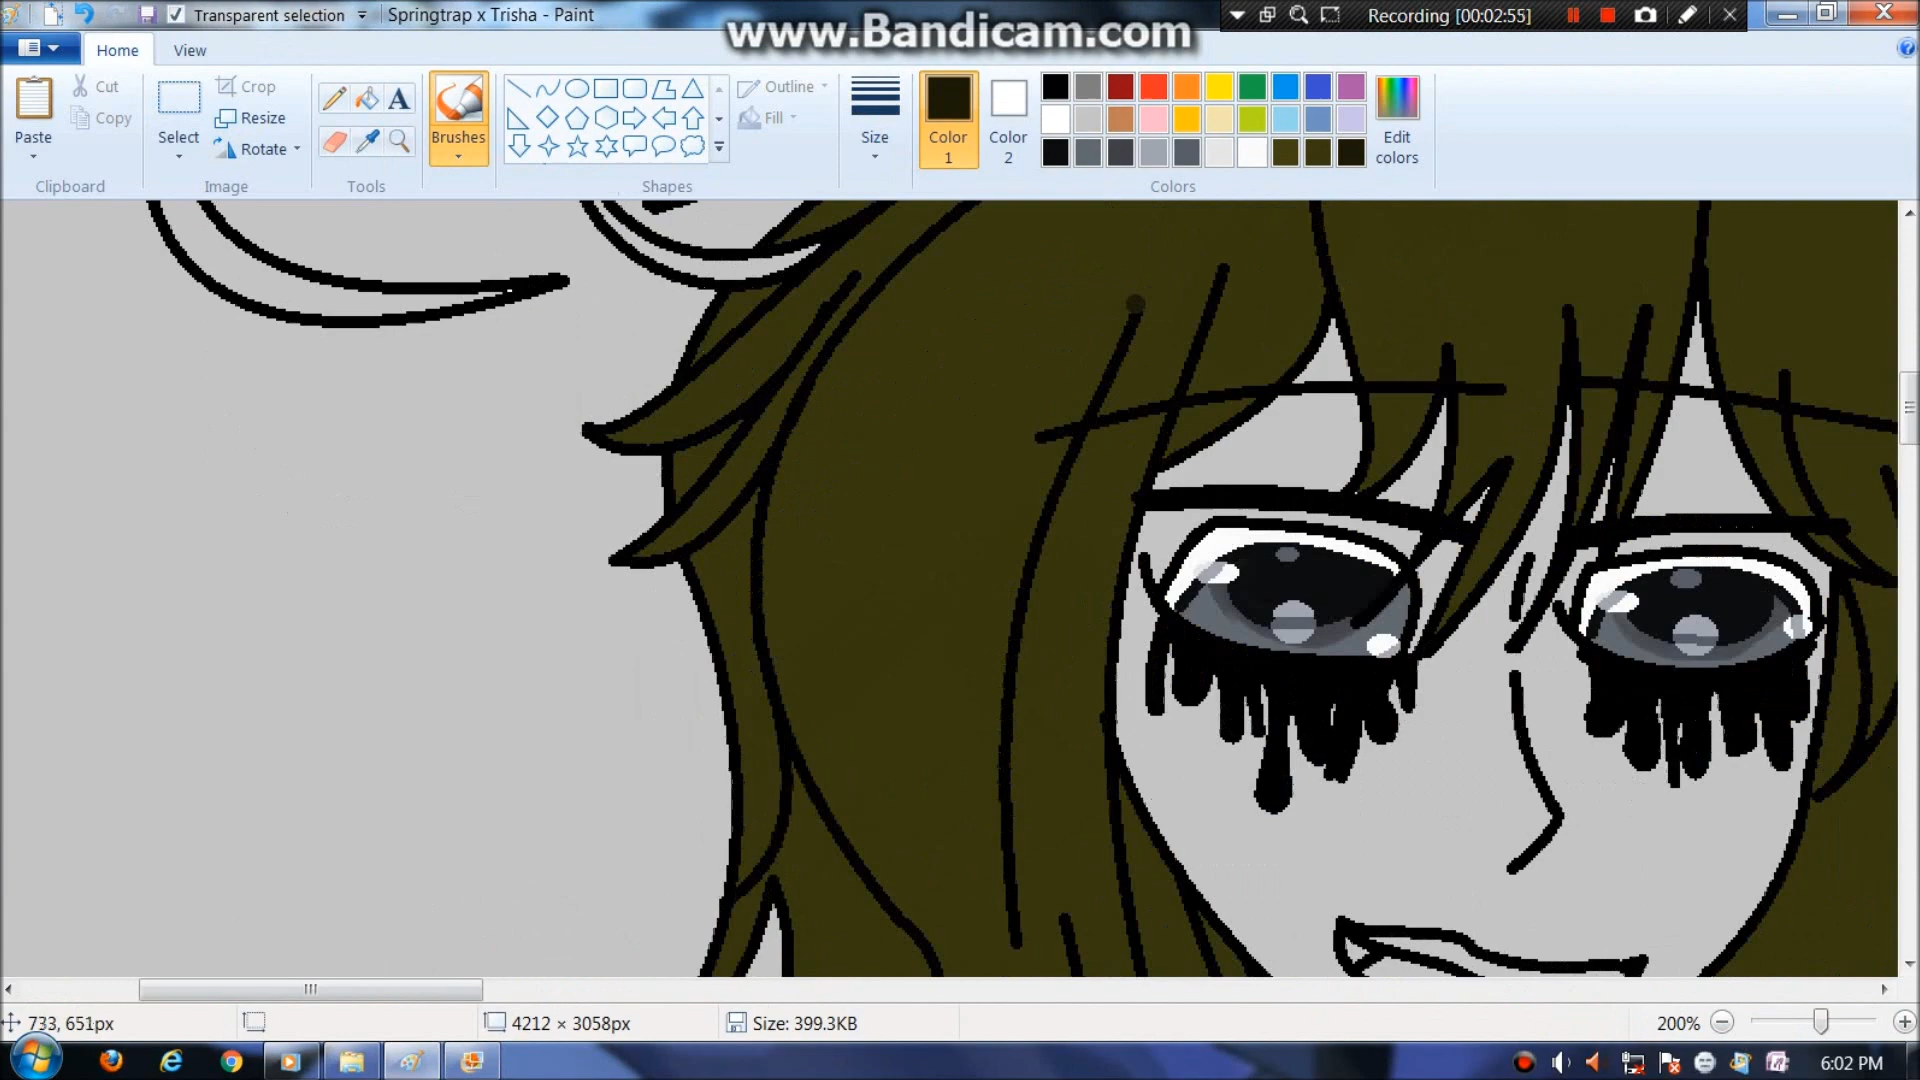 Transparent selection
Springtrap x Trisha - Paint
www.Bandicam.com
Recording [00:02:55]
Home
View
Paste
Cut
Copy
Clipboard
Select
Crop
Resize
Rotate
Image
A
Tools
Brushes
Shapes
Outline
Fill
Size
Color
1
Color
2
Edit
colors
Colors
733, 651px
4212 × 3058px
Size: 399.3KB
200%
6:02 PM